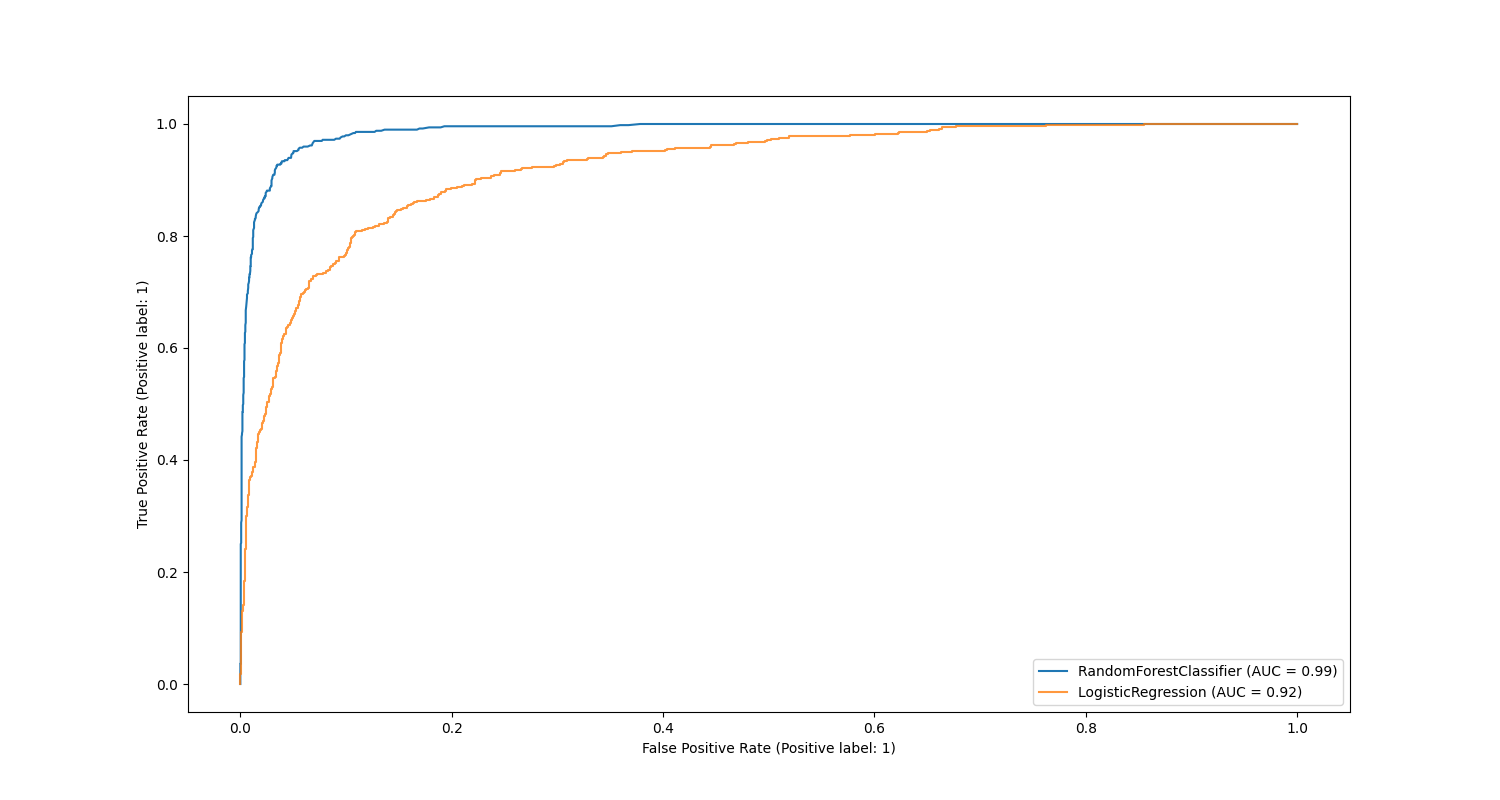 1.0
0.8
0.6
0.4
0.2
0.0
True Positive Rate (Positive label: 1)
RandomForestClassifier (AUC = 0.99)
LogisticRegression (AUC = 0.92)
0.0 0.2 0.4 0.6 0.8 1.0
False Positive Rate (Positive label: 1)